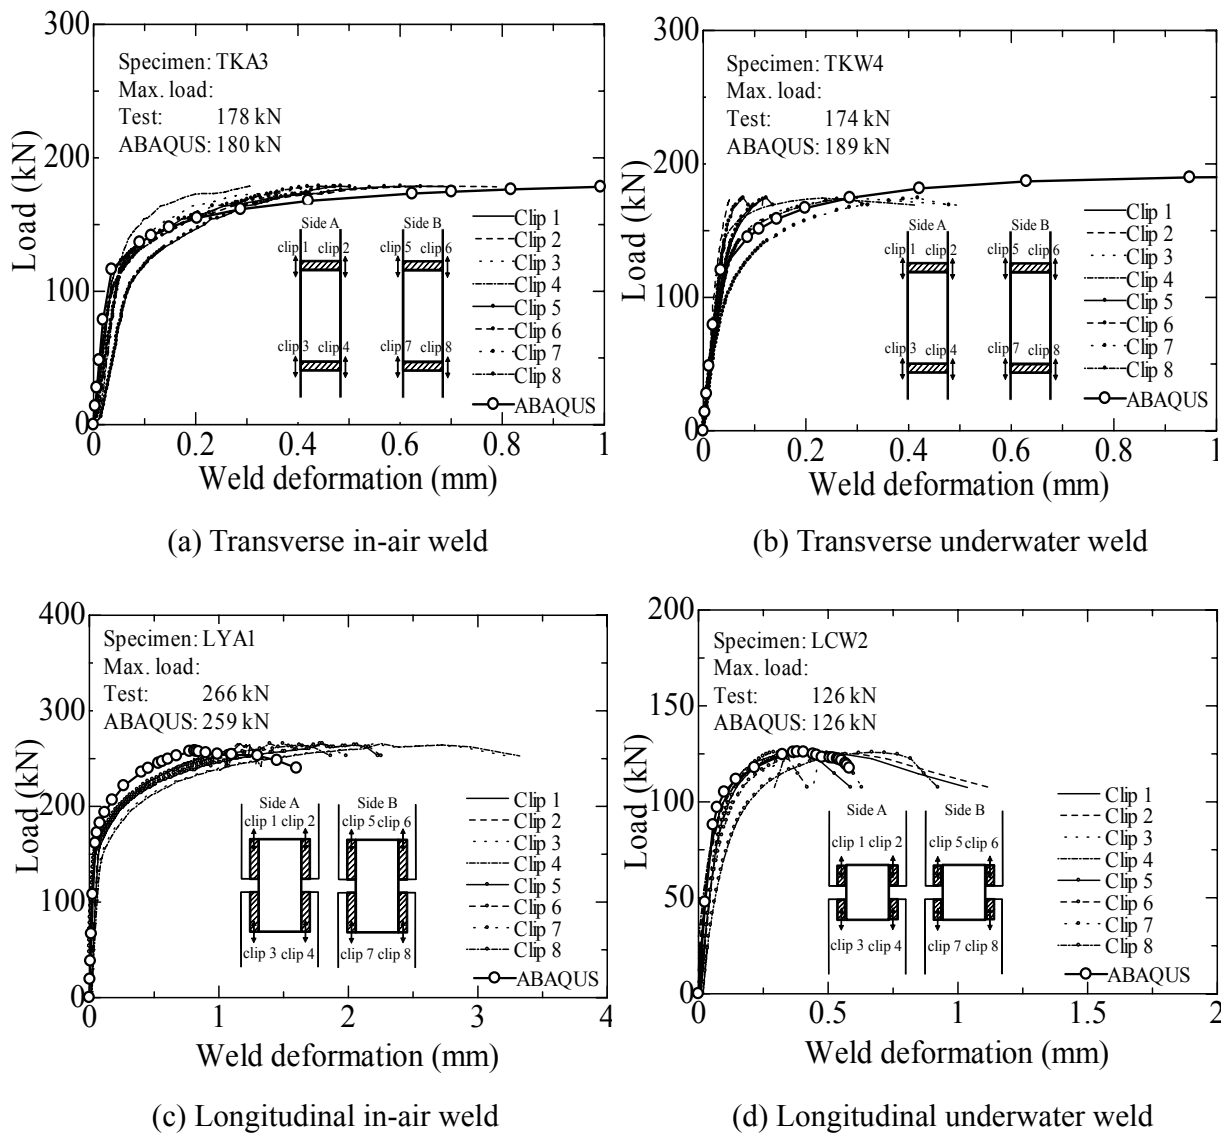 300
200
100
0
Load (kN)
Specimen: TKA3
Max. load:
Test: 178 kN
ABAQUS: 180 kN
Side A
Side B
clip 1 clip 2 clip 5 clip 6
clip 3 clip 4 clip 7 clip 8
Clip 1
Clip 2
Clip 3
Clip 4
Clip 5
Clip 6
Clip 7
Clip 8
ABAQUS
0 0.2 0.4 0.6 0.8 1
Weld deformation (mm)
(a) Transverse in-air weld
300
200
100
0
Load (kN)
Specimen: TKW4
Max. load:
Test: 174 kN
ABAQUS: 189 kN
Side A
Side B
clip 1 clip 2 clip 5 clip 6
clip 3 clip 4 clip 7 clip 8
Clip 1
Clip 2
Clip 3
Clip 4
Clip 5
Clip 6
Clip 7
Clip 8
ABAQUS
0 0.2 0.4 0.6 0.8 1
Weld deformation (mm)
(b) Transverse underwater weld
400
300
200
100
0
Load (kN)
Specimen: LYA1
Max. load:
Test: 266 kN
ABAQUS: 259 kN
Side A
Side B
clip 1 clip 2 clip 5 clip 6
clip 3 clip 4 clip 7 clip 8
Clip 1
Clip 2
Clip 3
Clip 4
Clip 5
Clip 6
Clip 7
Clip 8
ABAQUS
0 1 2 3 4
Weld deformation (mm)
(c) Longitudinal in-air weld
200
150
100
50
0
Load (kN)
Specimen: LCW2
Max. load:
Test: 126 kN
ABAQUS: 126 kN
Side A
Side B
clip 1 clip 2 clip 5 clip 6
clip 3 clip 4 clip 7 clip 8
Clip 1
Clip 2
Clip 3
Clip 4
Clip 5
Clip 6
Clip 7
Clip 8
ABAQUS
0 0.5 1 1.5 2
Weld deformation (mm)
(d) Longitudinal underwater weld